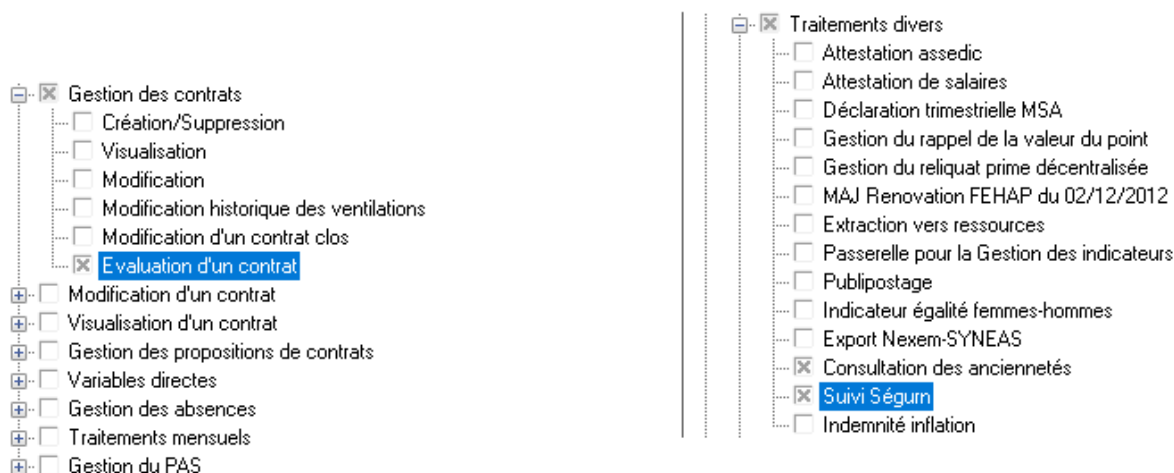 Gestion des contrats
Création/Suppression
Visualisation
Modification
Modification historique des ventilations
Modification d'un contrat clos
Evaluation d'un contrat
Modification d'un contrat
Visualisation d'un contrat
Gestion des propositions de contrats
Variables directes
Gestion des absences
Traitements mensuels
Gestion du PAS
Traitements divers
Attestation assedic
Attestation de salaires
Déclaration trimestrielle MSA
Gestion du rappel de la valeur du point
Gestion du reliquat prime décentralisée
MAJ Renovation FEHAP du 02/12/2012
Extraction vers ressources
Passerelle pour la Gestion des indicateurs
Publipostage
Indicateur égalité femmes-hommes
Export Nexem-SYNEAS
Consultation des anciennetés
Suivi Ségurn
Indemnité inflation